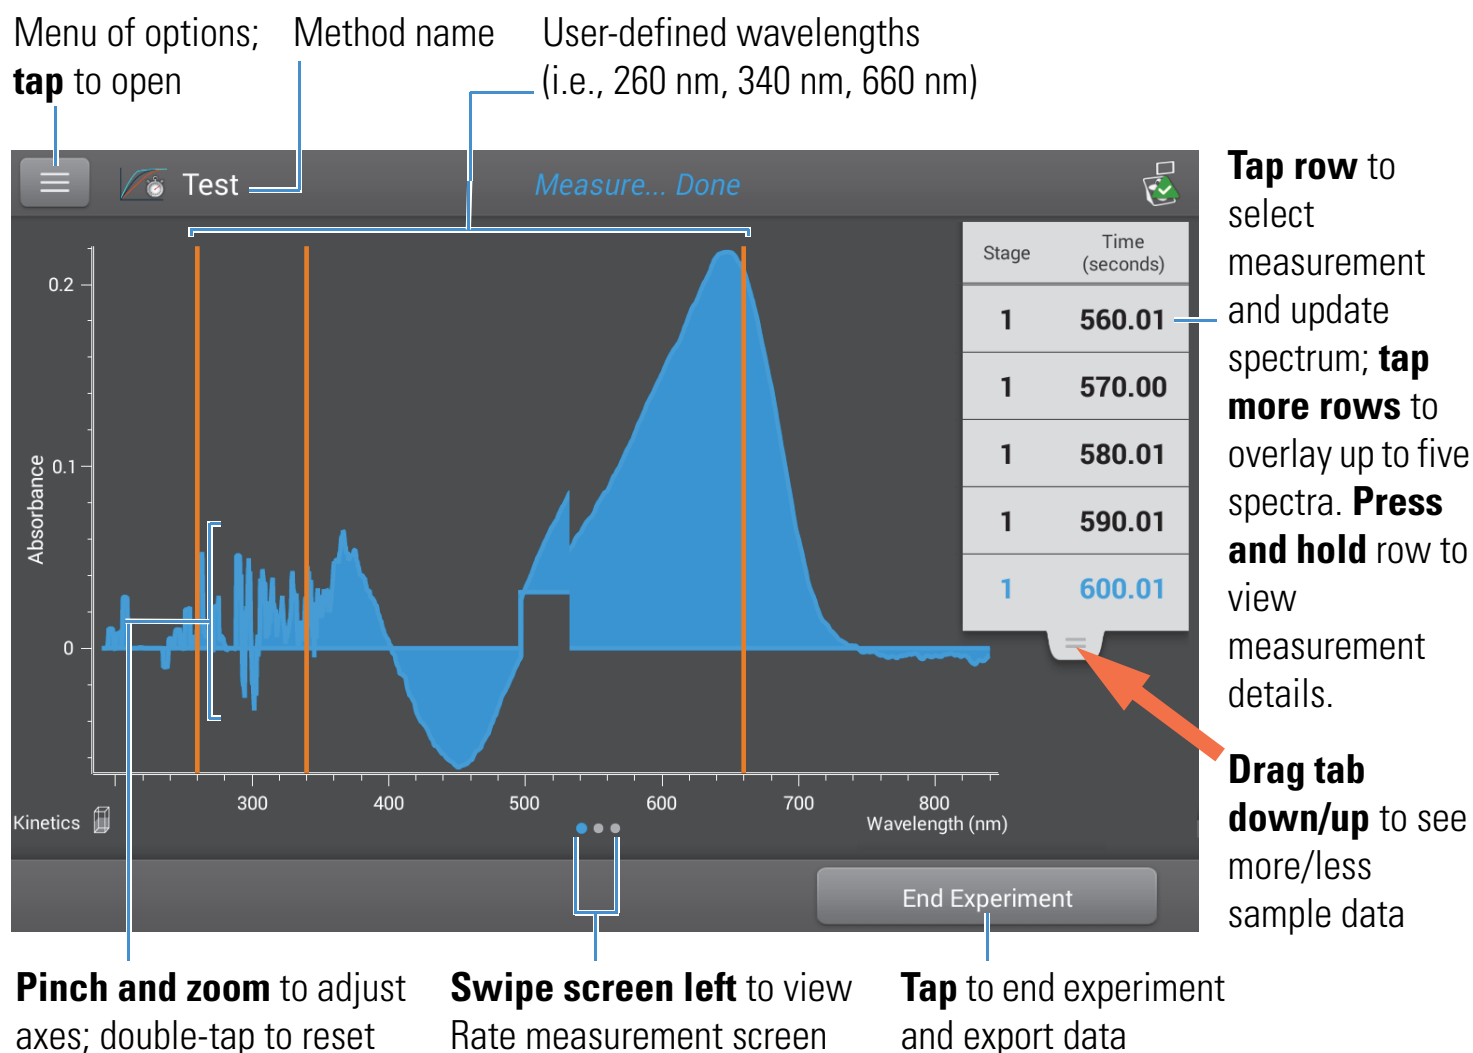 Menu of options;
tap to open
Method name
User-defined wavelengths
(i.e., 260 nm, 340 nm, 660 nm)
Test
Measure... Done
Stage
Time
(seconds)
1 560.01
1 570.00
1 580.01
1 590.01
1 600.01
Absorbance
0.2
0.1
0
300 400 500 600 700 800
Wavelength (nm)
Kinetics
End Experiment
Tap row to
select
measurement
and update
spectrum; tap
more rows to
overlay up to five
spectra. Press
and hold row to
view
measurement
details.
Drag tab
down/up to see
more/less
sample data
Pinch and zoom to adjust
axes; double-tap to reset
Swipe screen left to view
Rate measurement screen
Tap to end experiment
and export data